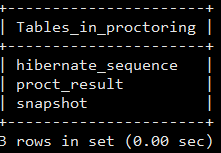 +----------------------+
| Tables_in_proctoring |
+----------------------+
| hibernate_sequence   |
| proct_result         |
| snapshot             |
+----------------------+
3 rows in set (0.00 sec)